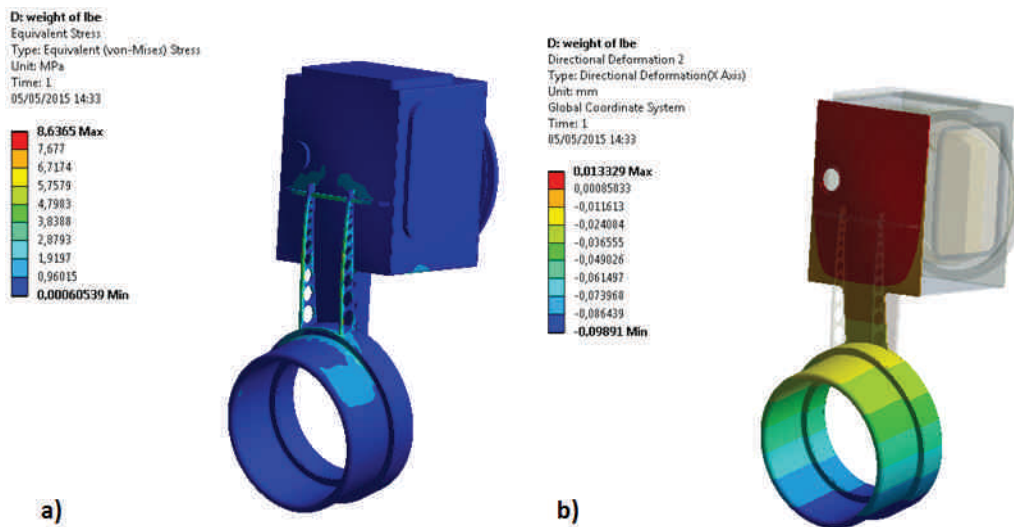 D: weight of lbe
Equivalent Stress
Type: Equivalent (von-Mises) Stress
Unit: MPa
Time: 1
05/05/2015 14:33
8,6365 Max
7,677
6,7174
5,7579
4,7983
3,8388
2,8793
1,9197
0,96015
0,00060539 Min
a)
D: weight of lbe
Directional Deformation 2
Type: Directional Deformation(X Axis)
Unit: mm
Global Coordinate System
Time: 1
05/05/2015 14:33
0,013329 Max
0,00085833
-0,011613
-0,024084
-0,036555
-0,049026
-0,061497
-0,073968
-0,086439
-0,09891 Min
b)